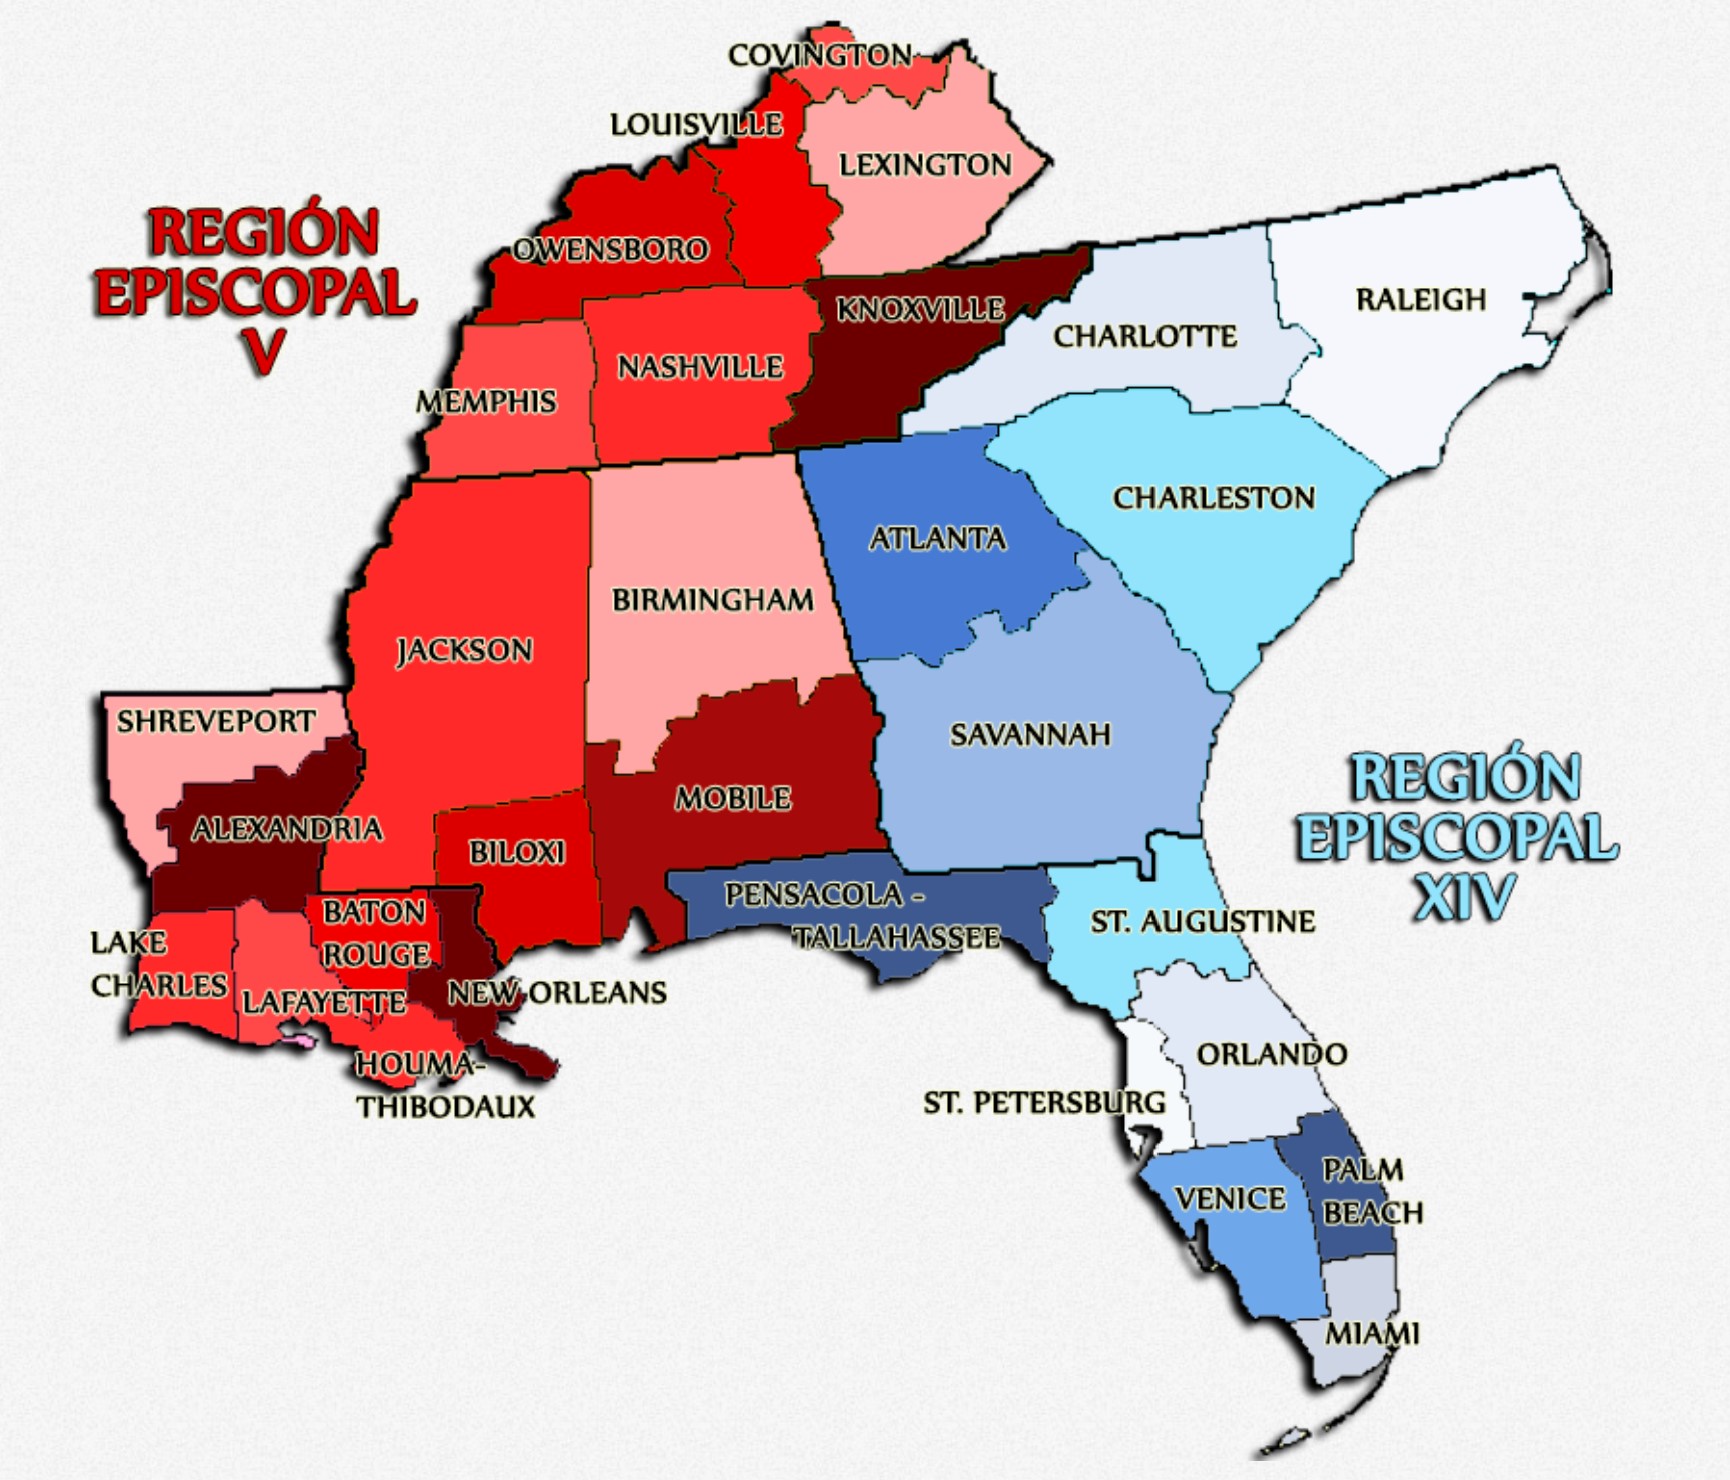 COVINGTON
LOUISVILLE
LEXINGTON
REGIÓN
EPISCOPAL
V
OWENSBORO
KNOXVILLE
RALEIGH
CHARLOTTE
NASHVILLE
MEMPHIS
CHARLESTON
ATLANTA
BIRMINGHAM
JACKSON
SHREVEPORT
SAVANNAH
MOBILE
REGIÓN
EPISCOPAL
XIV
ALEXANDRIA
BILOXI
PENSACOLA -
TALLAHASSEE
BATON
ROUGE
ST. AUGUSTINE
LAKE
CHARLES
LAFAYETTE
NEW ORLEANS
HOUMA-
THIBODAUX
ORLANDO
ST. PETERSBURG
PALM
BEACH
VENICE
MIAMI